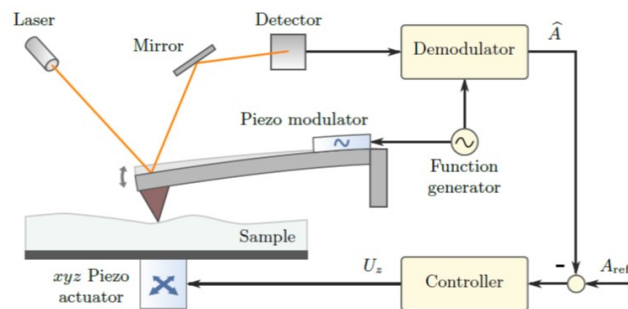 Laser
Mirror
Detector
Demodulator
Â
Piezo modulator
Function
generator
Sample
xyz Piezo
actuator
U_z
Controller
-
A_ref